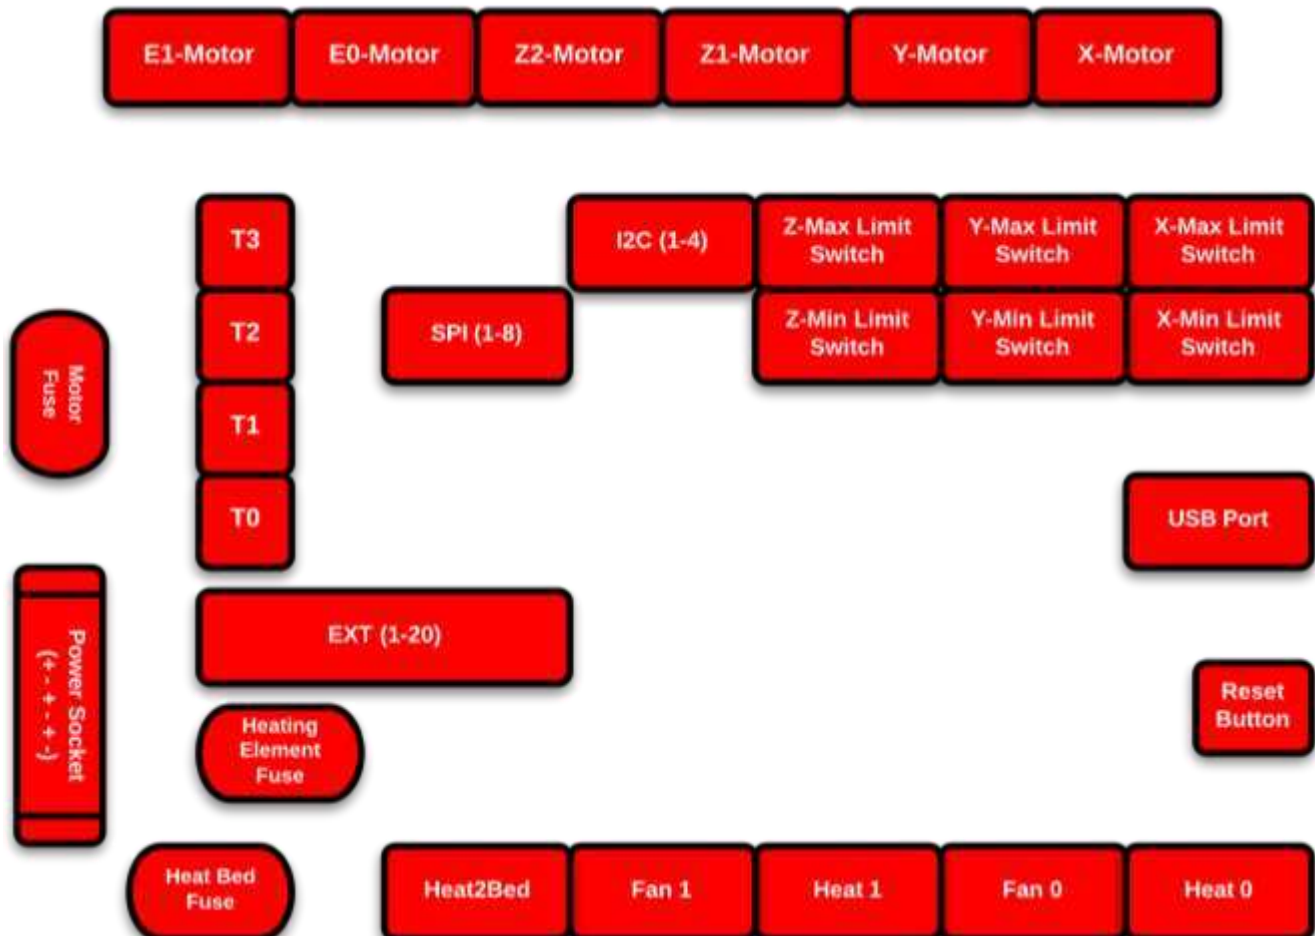 E1-Motor
E0-Motor
Z2-Motor
Z1-Motor
Y-Motor
X-Motor
T3
I2C (1-4)
Z-Max Limit
Switch
Y-Max Limit
Switch
X-Max Limit
Switch
T2
SPI (1-8)
Z-Min Limit
Switch
Y-Min Limit
Switch
X-Min Limit
Switch
Motor
Fuse
T1
T0
USB Port
Power Socket
(+ - + - + -)
EXT (1-20)
Reset
Button
Heating
Element
Fuse
Heat Bed
Fuse
Heat2Bed
Fan 1
Heat 1
Fan 0
Heat 0